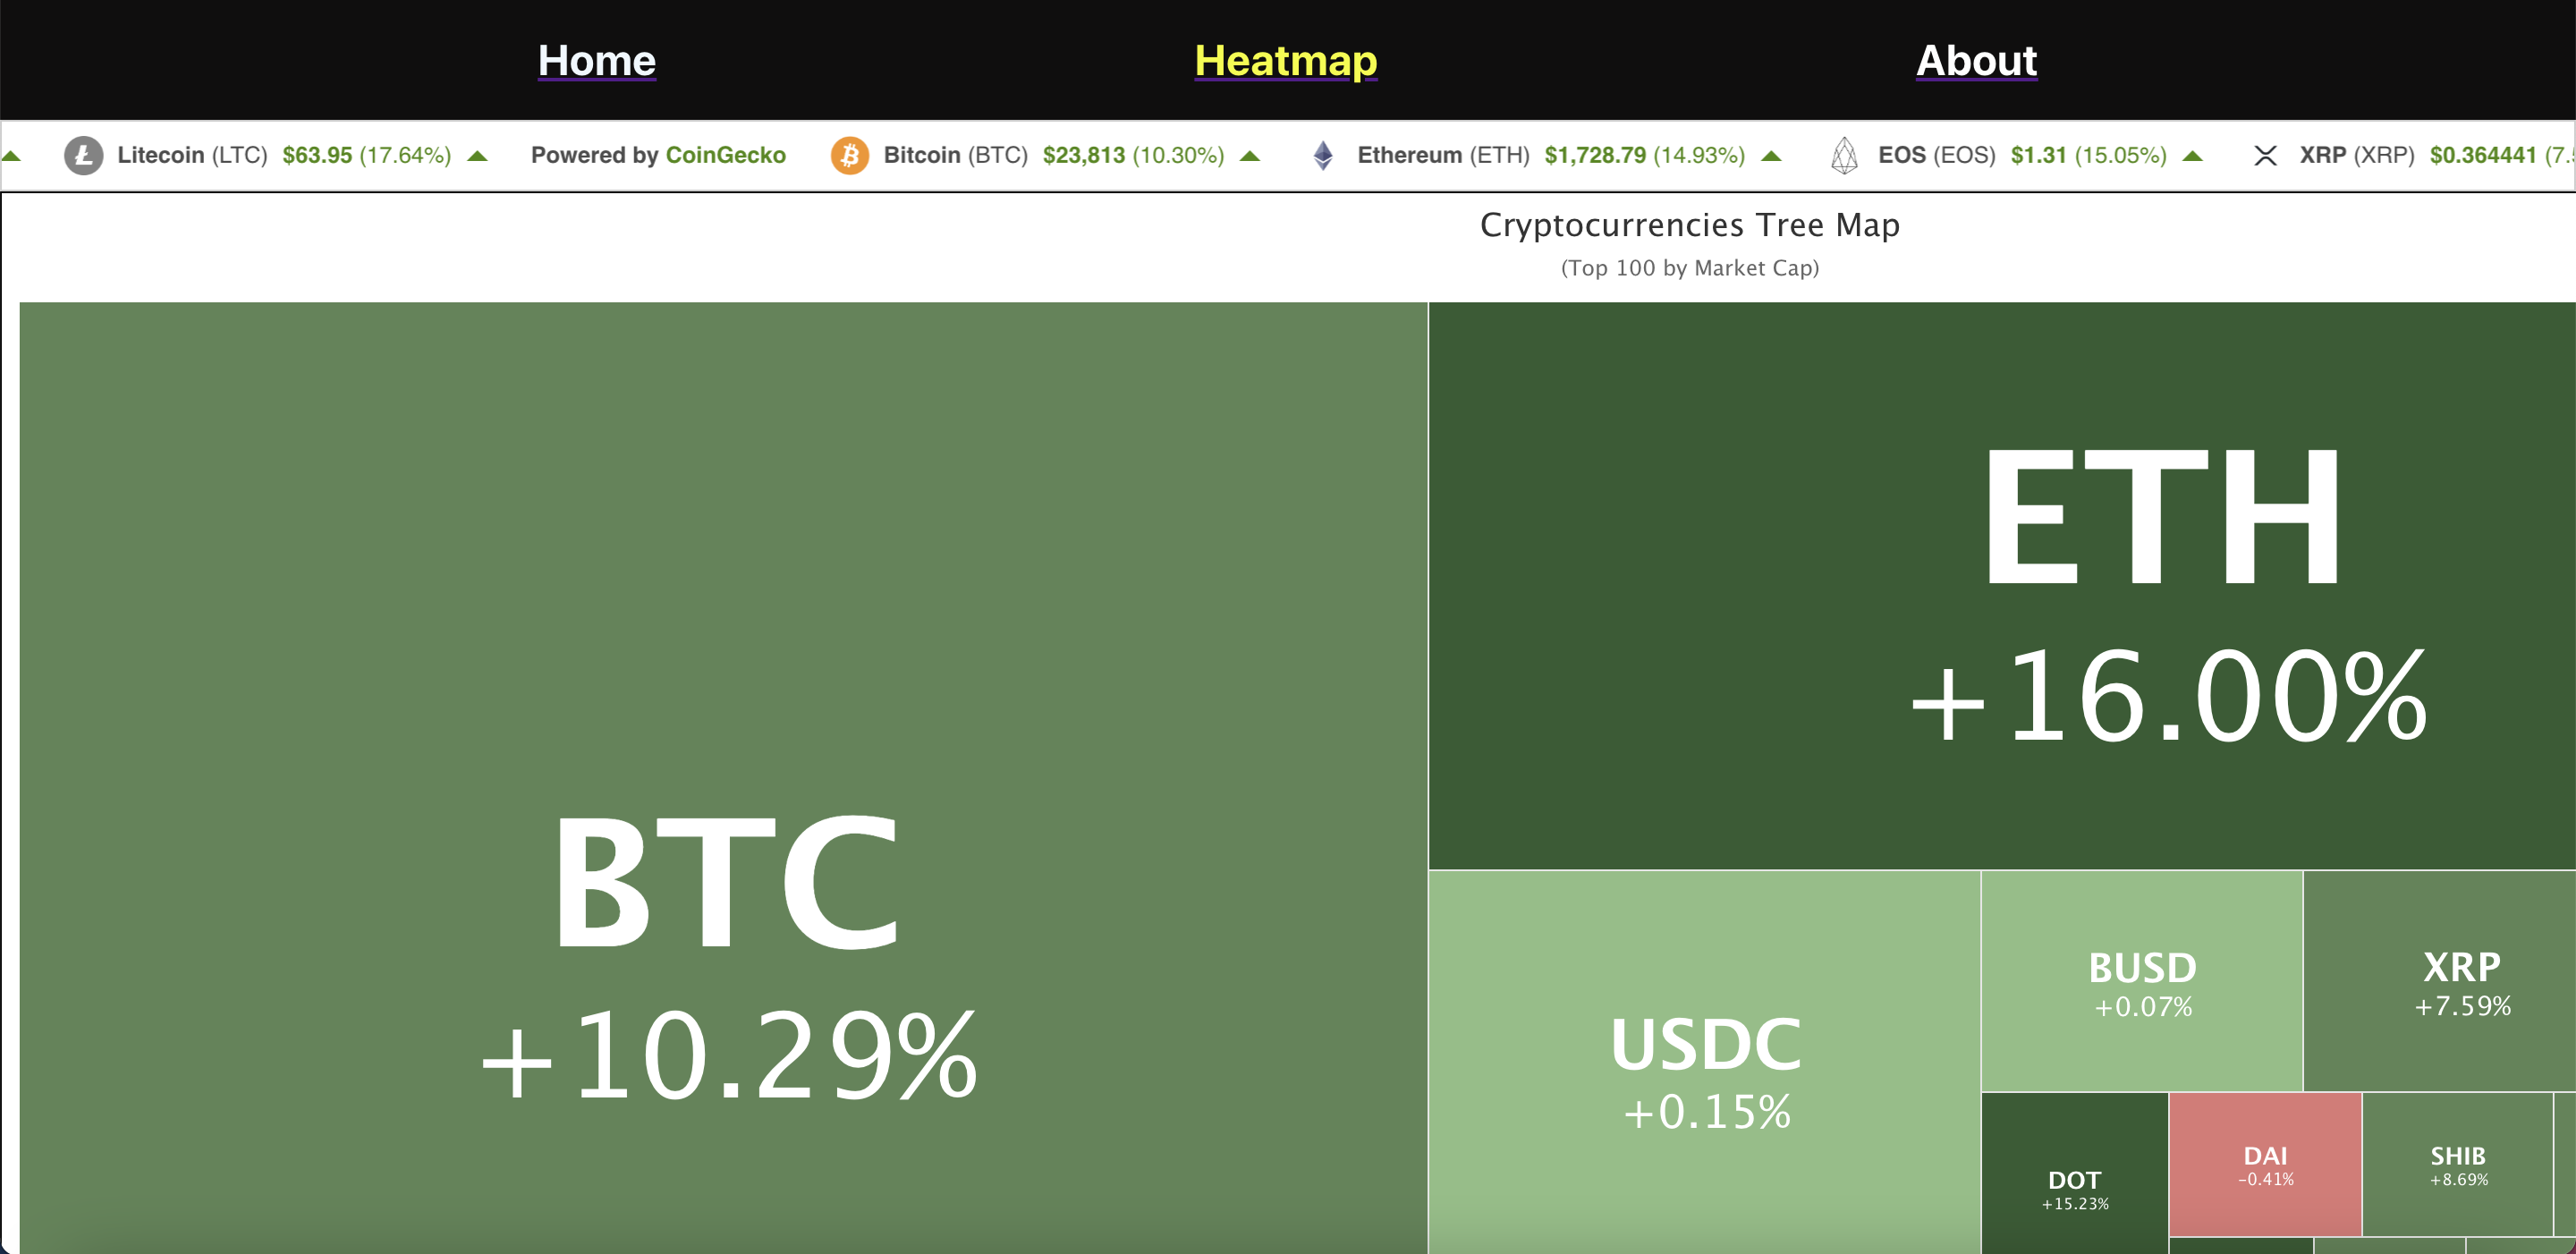 Home Heatmap About
Litecoin (LTC) $63.95 (17.64%) Powered by CoinGecko Bitcoin (BTC) $23,813 (10.30%) Ethereum (ETH) $1,728.79 (14.93%) EOS (EOS) $1.31 (15.05%) XRP (XRP) $0.364441 (7.
Cryptocurrencies Tree Map
(Top 100 by Market Cap)
ETH
+16.00%
BTC
+10.29%
USDC
+0.15%
BUSD
+0.07%
XRP
+7.59%
DOT
+15.23%
DAI
-0.41%
SHIB
+8.69%